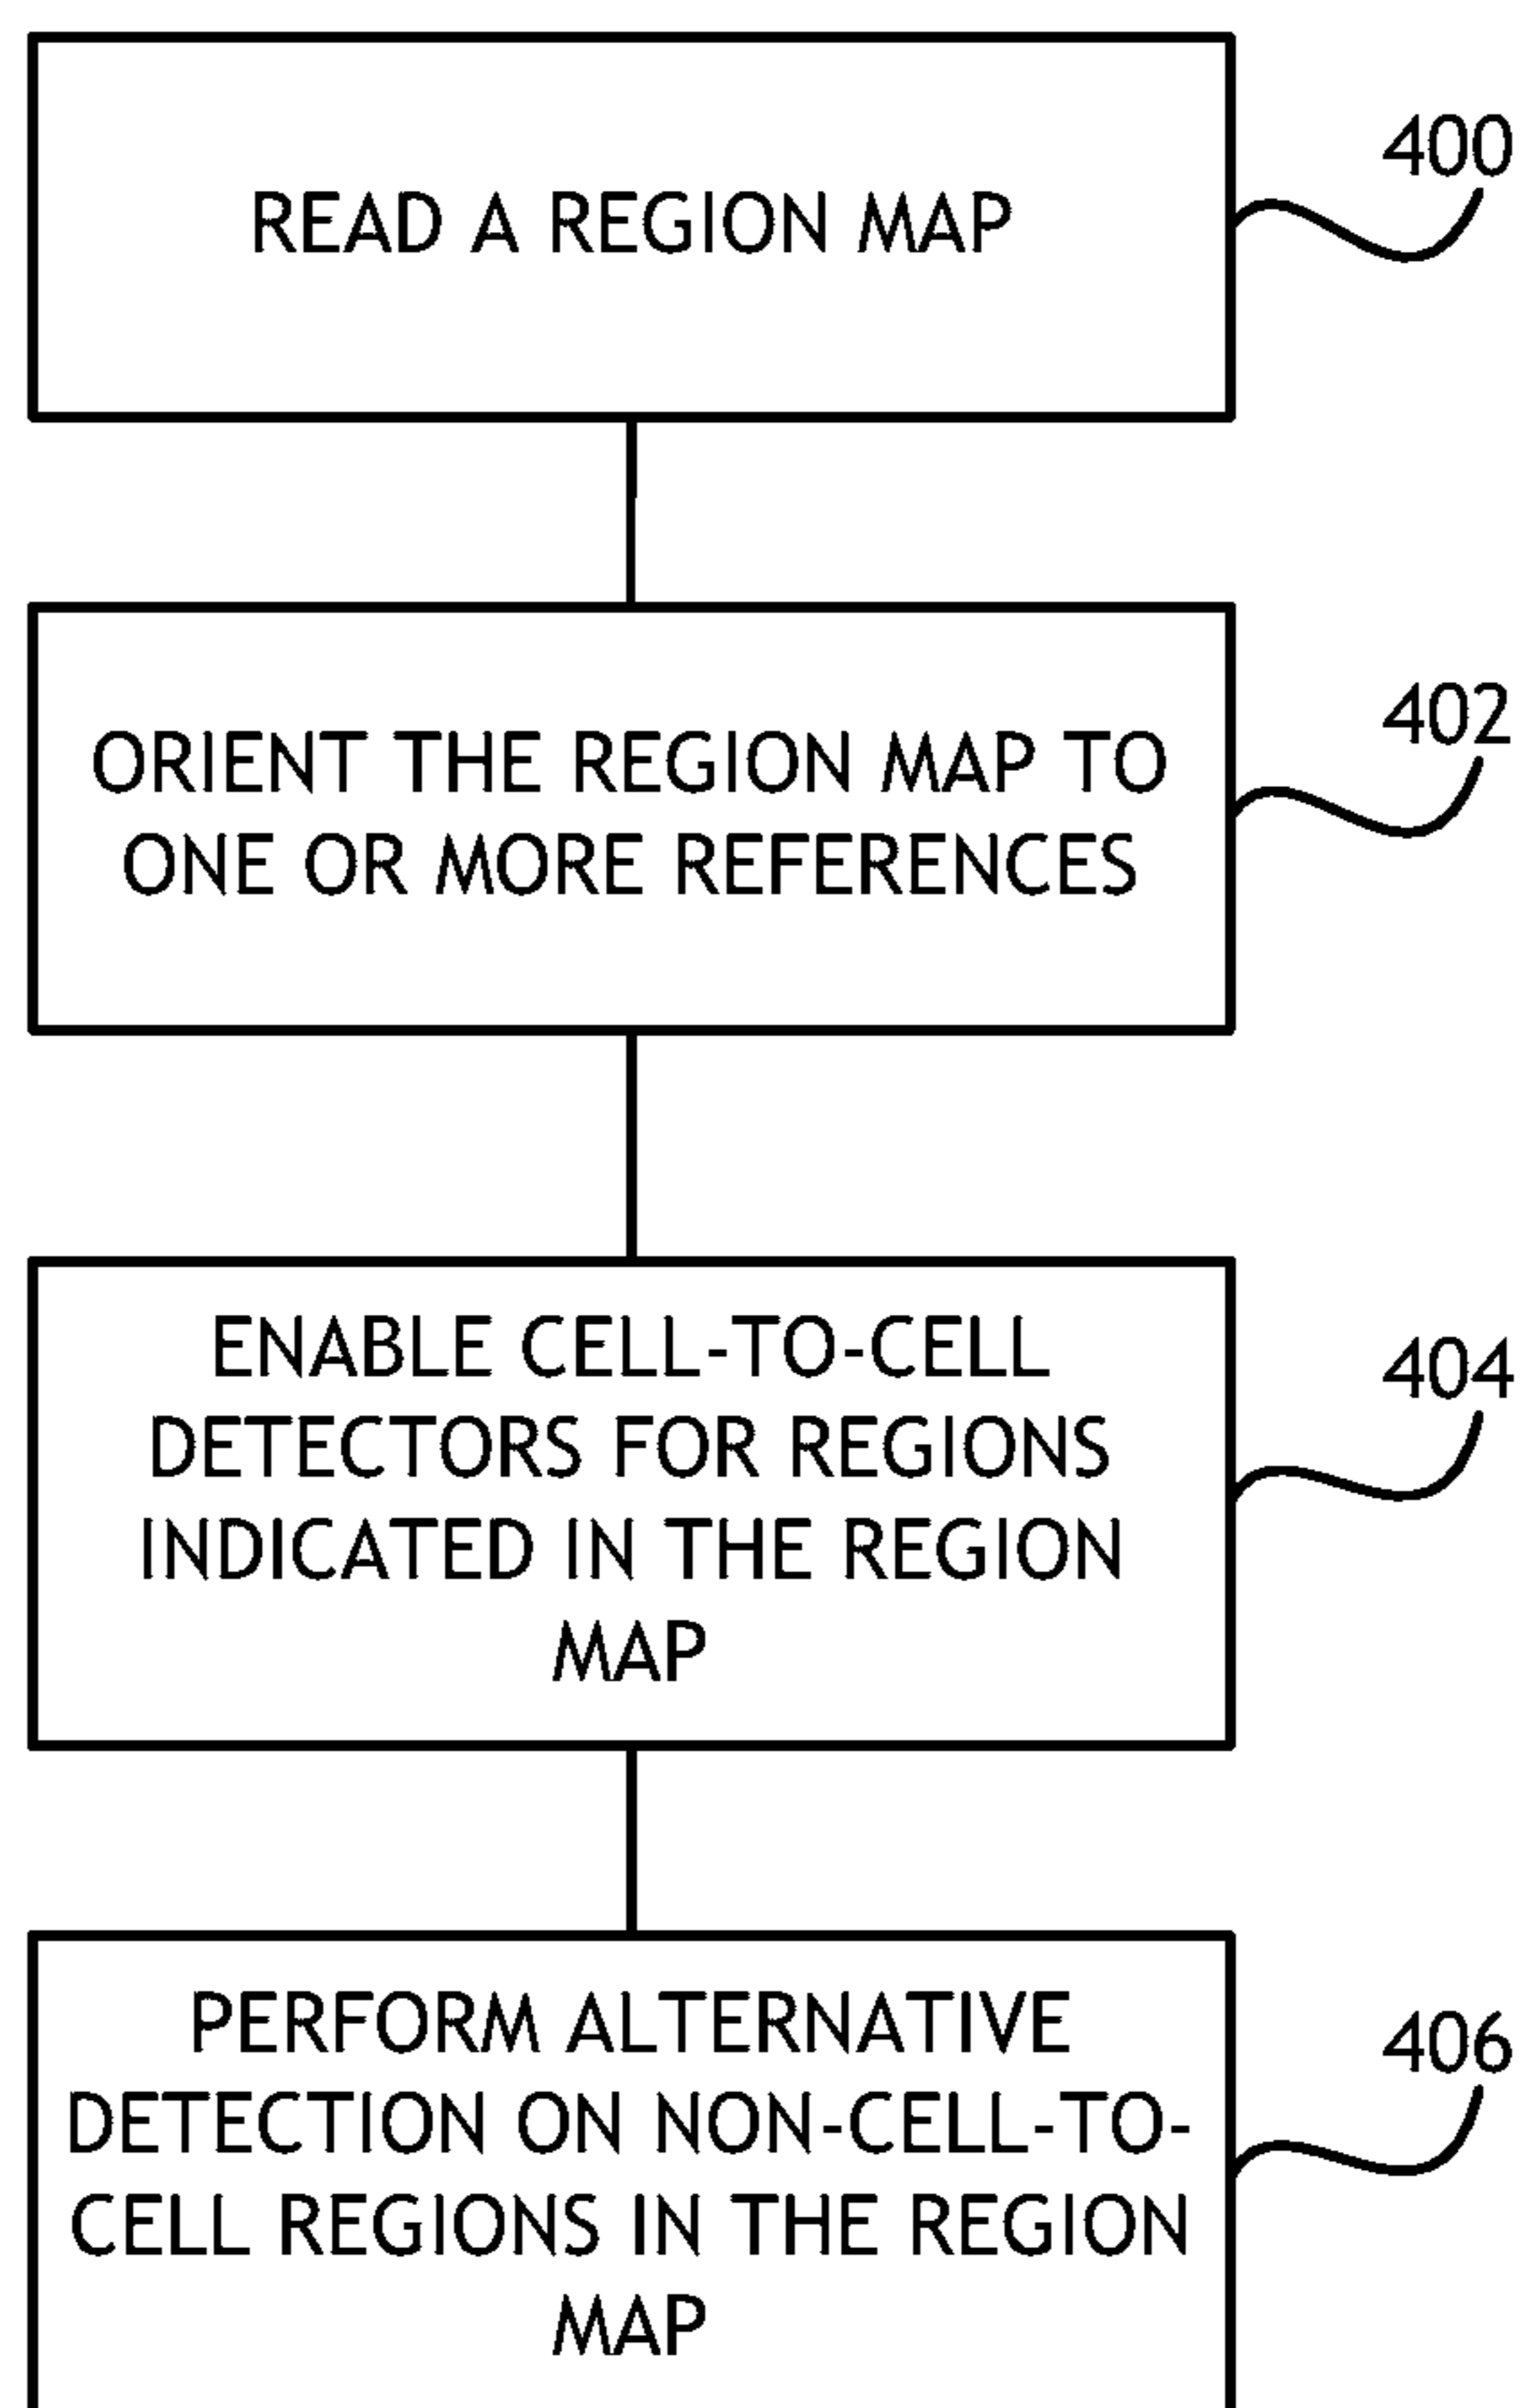 READ A REGION MAP
400
ORIENT THE REGION MAP TO
ONE OR MORE REFERENCES
402
ENABLE CELL-TO-CELL
DETECTORS FOR REGIONS
INDICATED IN THE REGION
MAP
404
PERFORM ALTERNATIVE
DETECTION ON NON-CELL-TO-
CELL REGIONS IN THE REGION
MAP
406